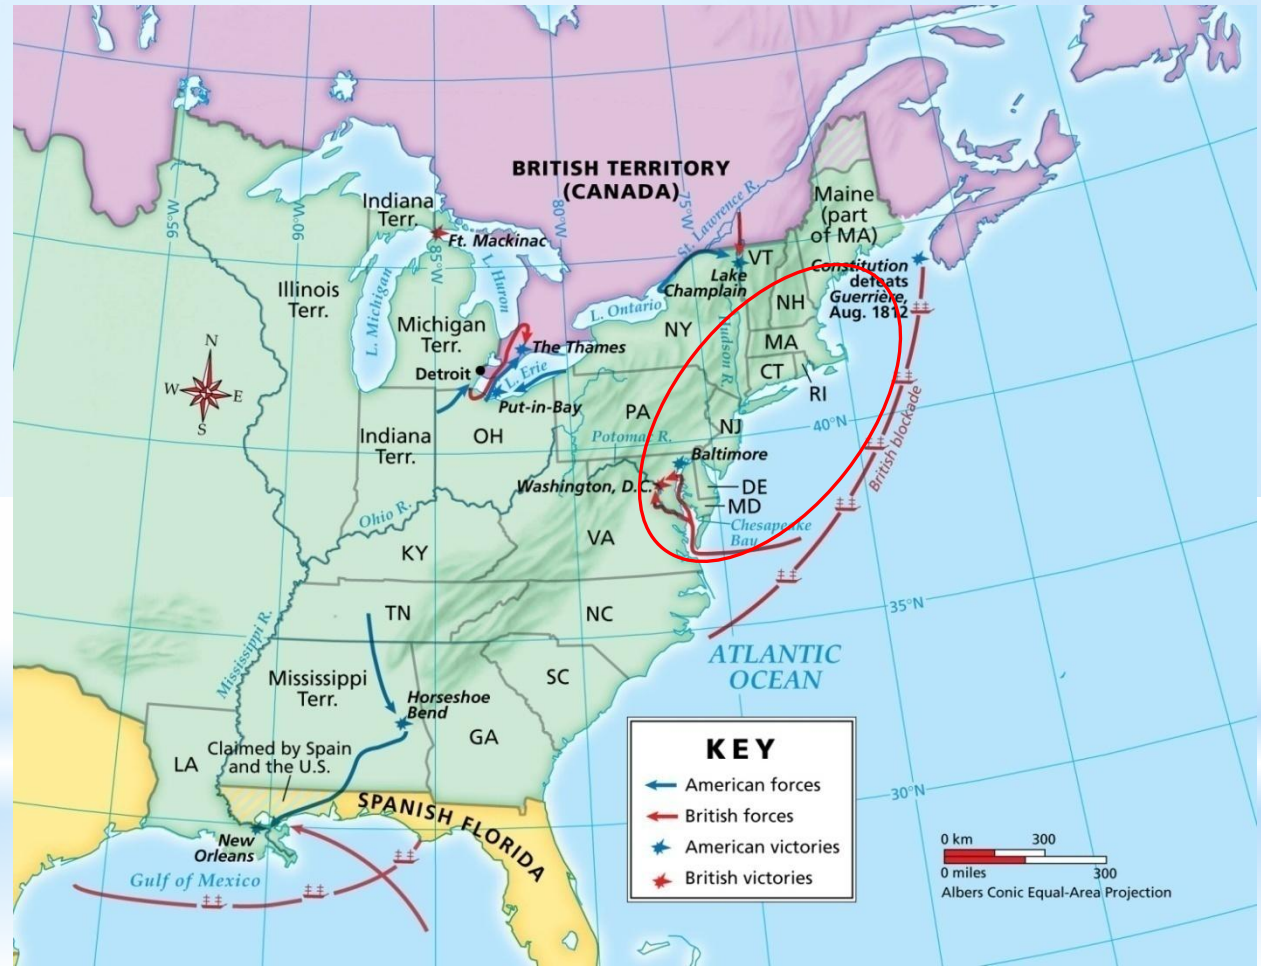 BRITISH TERRITORY
(CANADA)
75°W
St. Lawrence R.
80°W
85°W
90°W
95°W
Maine
(part
of MA)
Indiana
Terr.
Ft. Mackinac
L. Huron
L. Michigan
VT
Lake
Champlain
Constitution
defeats
Guerrière,
Aug. 1812
NH
Illinois
Terr.
L. Ontario
Michigan
Terr.
NY
Hudson R.
MA
The Thames
Detroit
L. Erie
CT
RI
N
W
E
S
Put-in-Bay
PA
NJ
40°N
British blockade
Indiana
Terr.
OH
Potomac R.
Baltimore
Washington, D.C.
DE
MD
Chesapeake
Bay
Ohio R.
VA
KY
TN
NC
35°N
Mississippi R.
ATLANTIC
OCEAN
Mississippi
Terr.
SC
Horseshoe
Bend
GA
LA
Claimed by Spain
and the U.S.
SPANISH FLORIDA
30°N
New
Orleans
Gulf of Mexico
KEY
American forces
British forces
American victories
British victories
0 km 300
0 miles 300
Albers Conic Equal-Area Projection